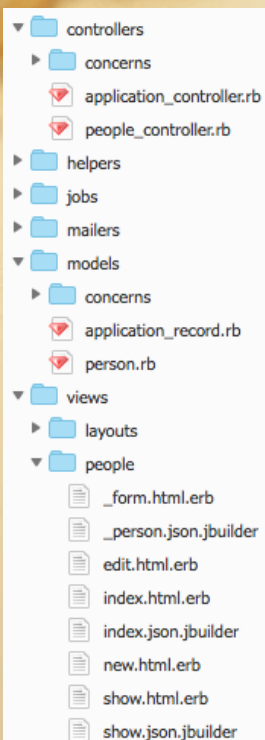 controllers
concerns
application_controller.rb
people_controller.rb
helpers
jobs
mailers
models
concerns
application_record.rb
person.rb
views
layouts
people
_form.html.erb
_person.json.jbuilder
edit.html.erb
index.html.erb
index.json.jbuilder
new.html.erb
show.html.erb
show.json.jbuilder